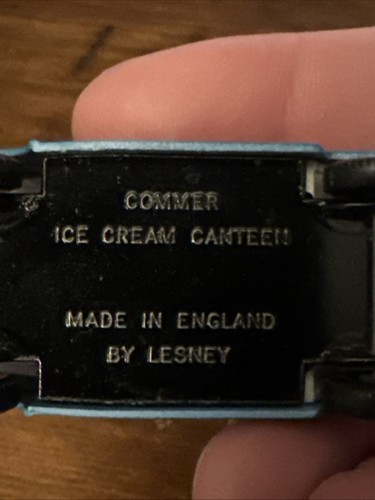 COMMER
ICE CREAM CANTEEN
MADE IN ENGLAND
BY LESNEY